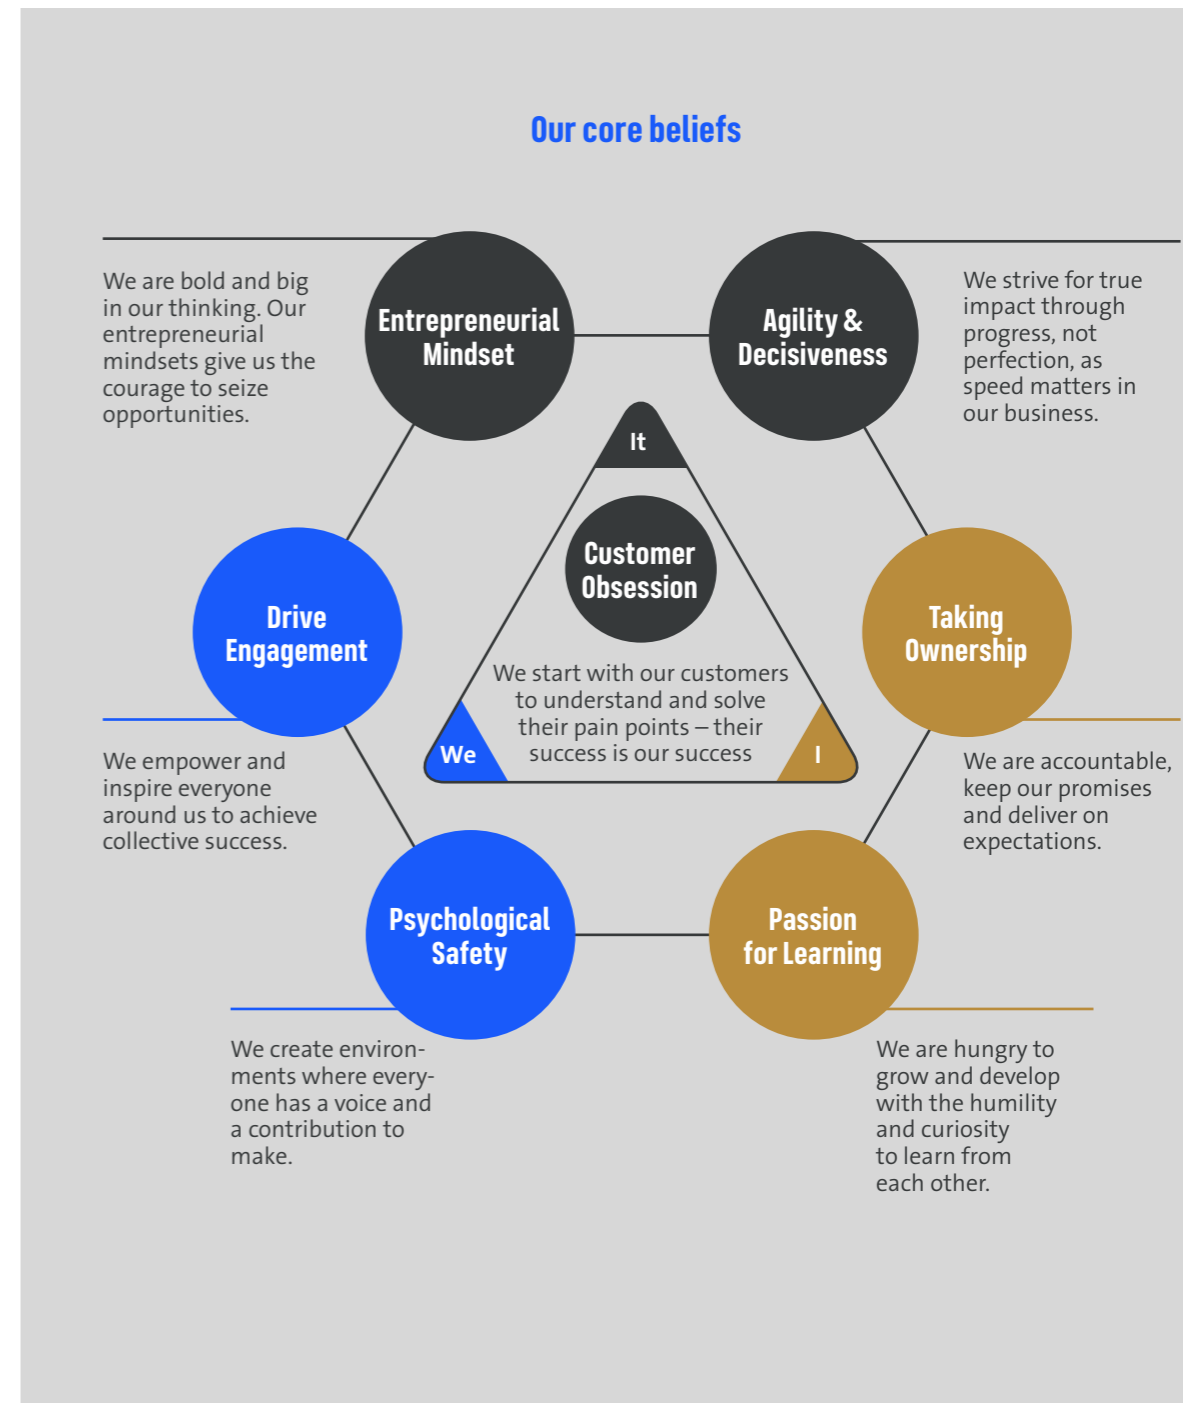 Our core beliefs
Entrepreneurial
Mindset
We are bold and big
in our thinking. Our
entrepreneurial
mindsets give us the
courage to seize
opportunities.
Agility &
Decisiveness
We strive for true
impact through
progress, not
perfection, as
speed matters in
our business.
It
Customer
Obsession
We start with our customers
to understand and solve
their pain points – their
success is our success
We
I
Drive
Engagement
We empower and
inspire everyone
around us to achieve
collective success.
Taking
Ownership
We are accountable,
keep our promises
and deliver on
expectations.
Psychological
Safety
We create environ-
ments where every-
one has a voice and
a contribution to
make.
Passion
for Learning
We are hungry to
grow and develop
with the humility
and curiosity
to learn from
each other.